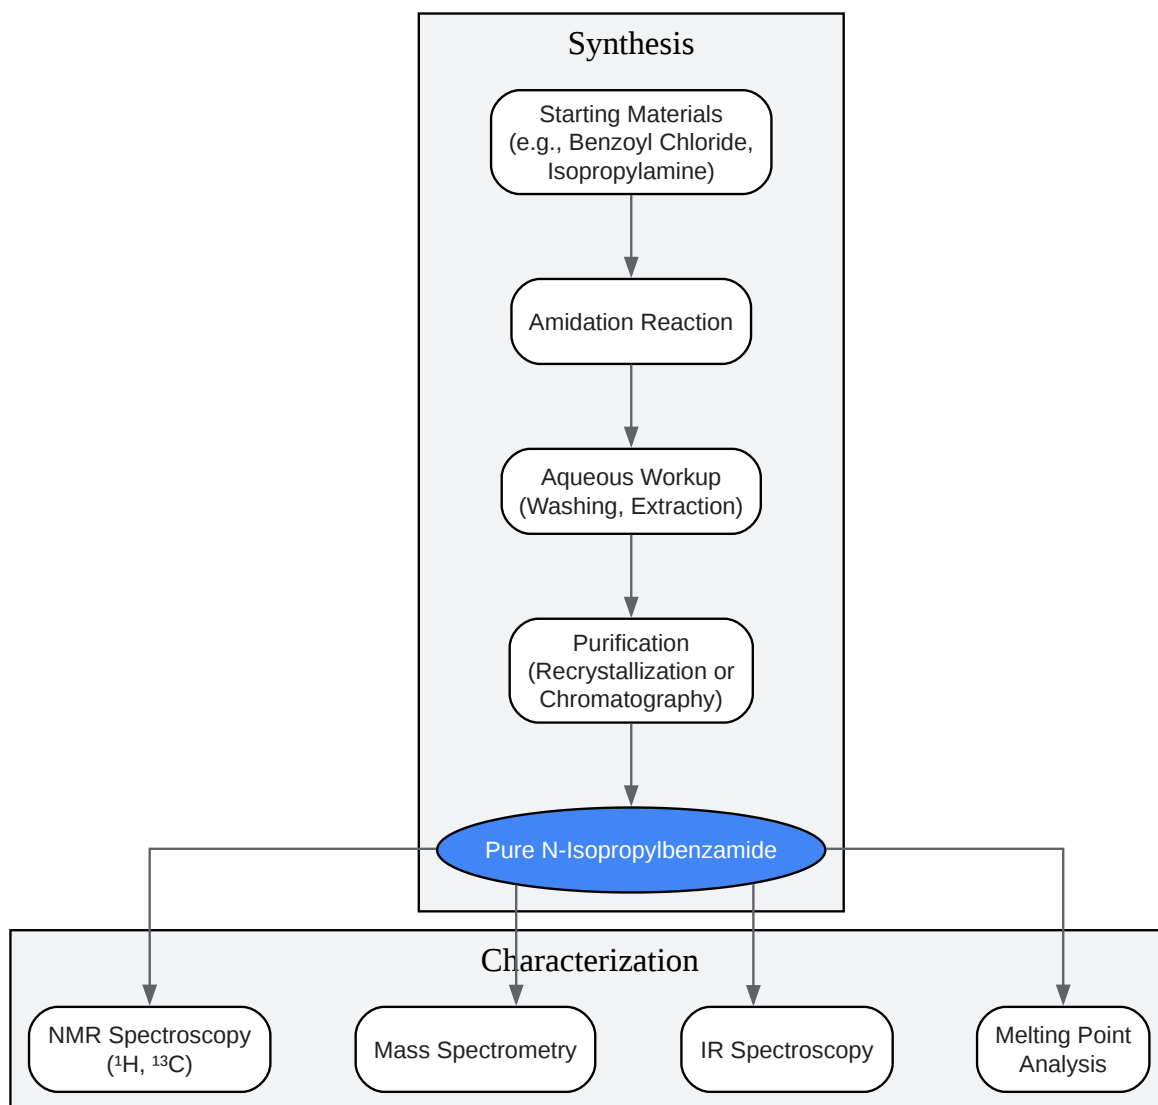 Synthesis
Starting Materials
(e.g., Benzoyl Chloride,
Isopropylamine)
Amidation Reaction
Aqueous Workup
(Washing, Extraction)
Purification
(Recrystallization or
Chromatography)
Pure N-Isopropylbenzamide
Characterization
NMR Spectroscopy
(¹H, ¹³C)
Mass Spectrometry
IR Spectroscopy
Melting Point
Analysis